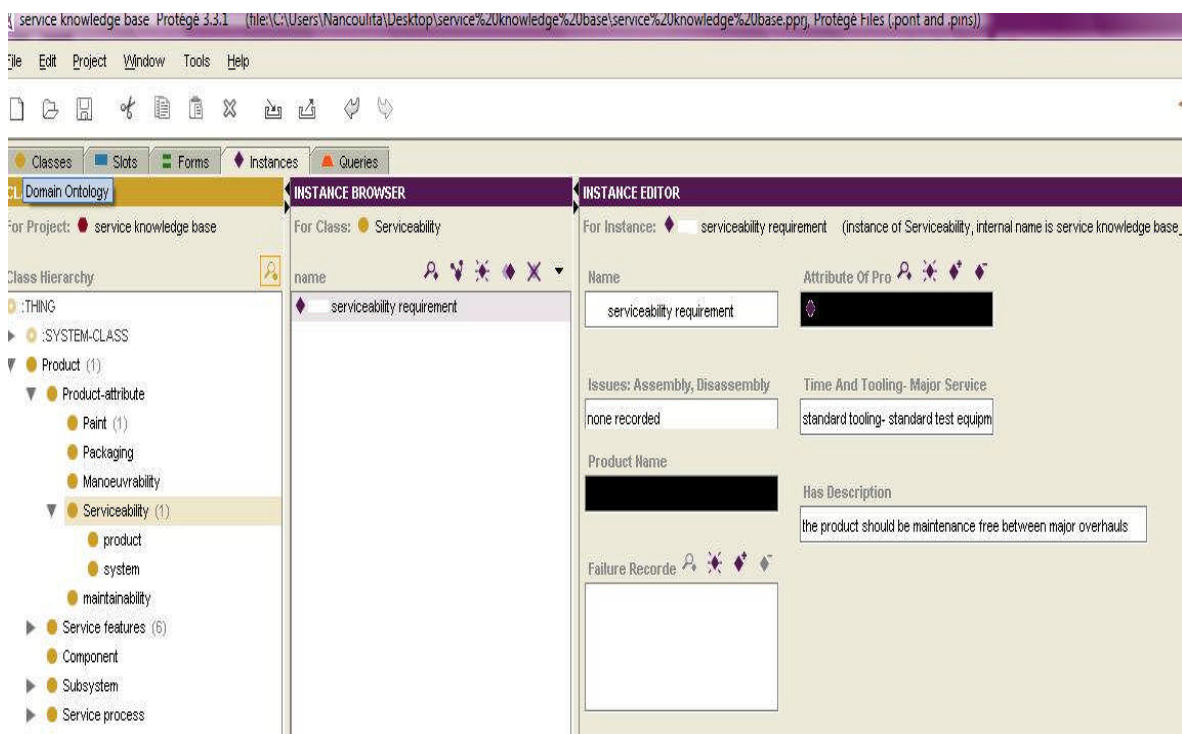 service knowledge base Protégé 3.3.1 (file:\C:\Users\Nancoulita\Desktop\service%20knowledge%20base\service%20knowledge%20base.pprj, Protégé Files (.pont and .pins))
File Edit Project Window Tools Help
Classes Slots Forms Instances Queries
Domain Ontology
INSTANCE BROWSER
INSTANCE EDITOR
For Project: service knowledge base
For Class: Serviceability
For Instance: serviceability requirement (instance of Serviceability, internal name is service knowledge base_
Class Hierarchy
name
Name
Attribute Of Pro
:THING
:SYSTEM-CLASS
Product (1)
Product-attribute
Paint (1)
Packaging
Manoeuvrability
Serviceability (1)
product
system
maintainability
Service features (6)
Component
Subsystem
Service process
serviceability requirement
serviceability requirement
Issues: Assembly, Disassembly
none recorded
Time And Tooling- Major Service
standard tooling- standard test equipm
Product Name
Has Description
the product should be maintenance free between major overhauls
Failure Recorde